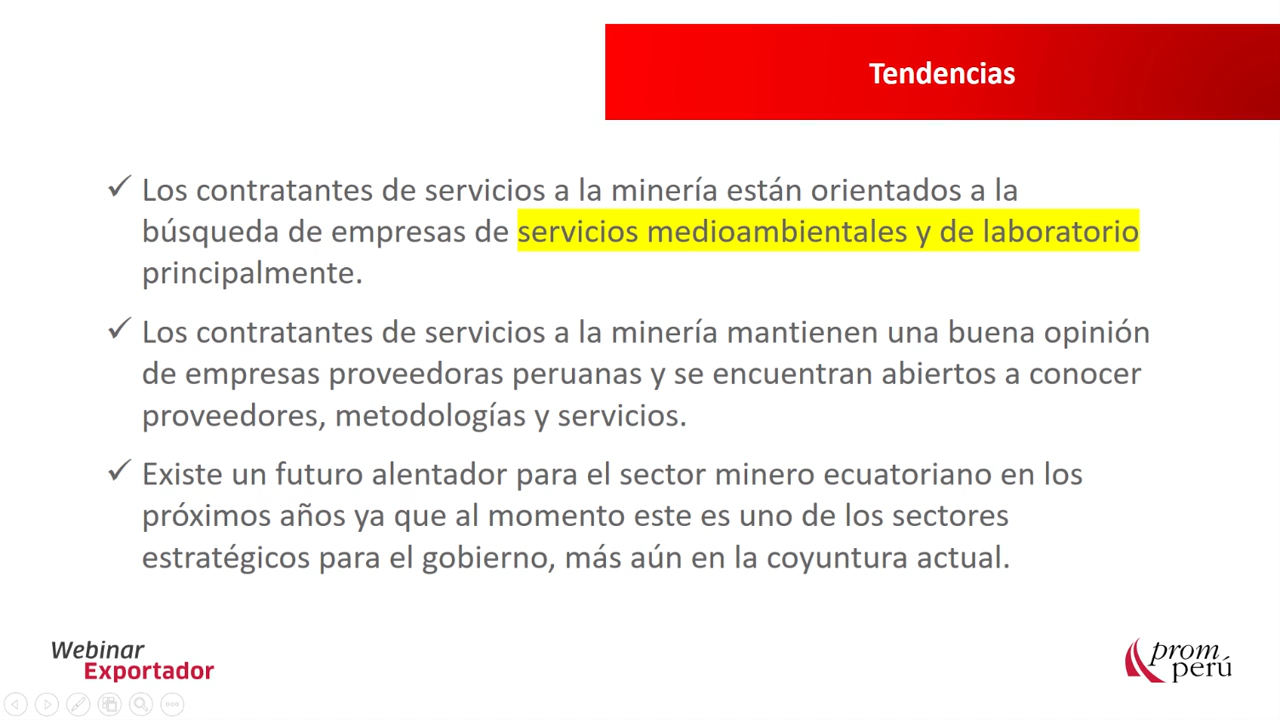 Tendencias
✓ Los contratantes de servicios a la minería están orientados a la
búsqueda de empresas de servicios medioambientales y de laboratorio
principalmente.
✓ Los contratantes de servicios a la minería mantienen una buena opinión
de empresas proveedoras peruanas y se encuentran abiertos a conocer
proveedores, metodologías y servicios.
✓ Existe un futuro alentador para el sector minero ecuatoriano en los
próximos años ya que al momento este es uno de los sectores
estratégicos para el gobierno, más aún en la coyuntura actual.
Webinar
Exportador
prom
perú